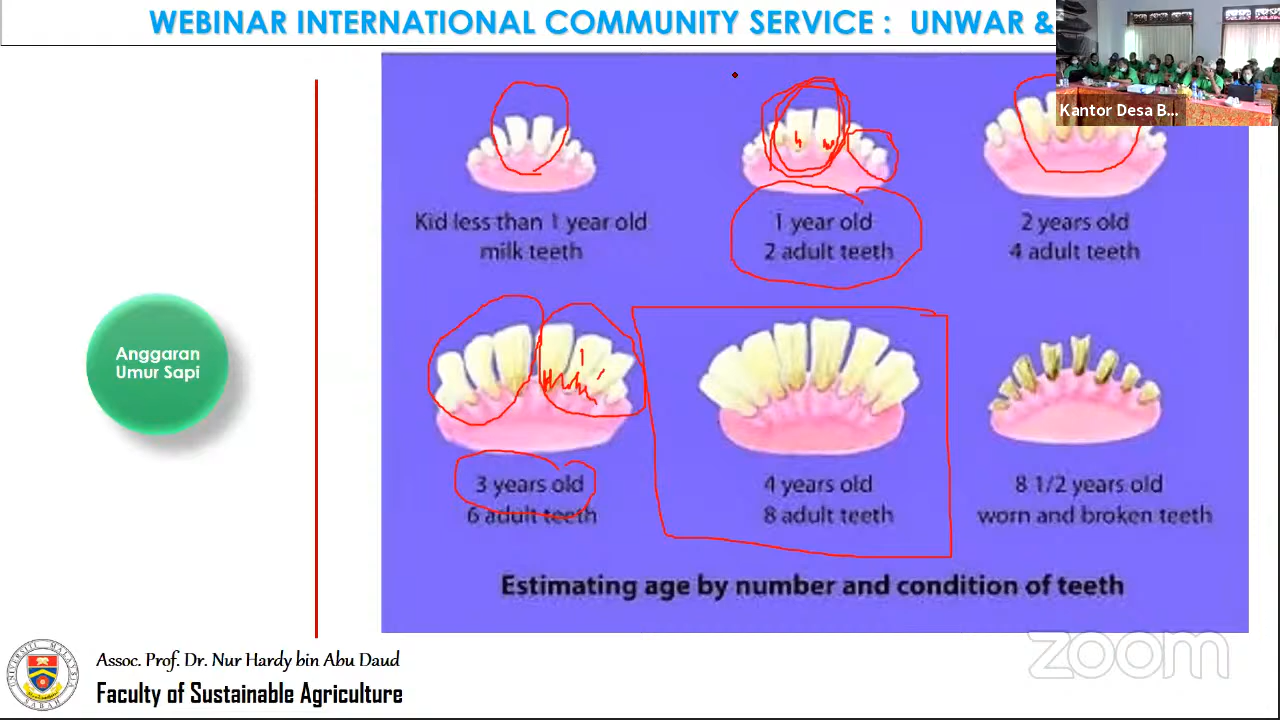 WEBINAR INTERNATIONAL COMMUNITY SERVICE : UNWAR &
Kantor Desa B...
Kid less than 1 year old
milk teeth
1 year old
2 adult teeth
2 years old
4 adult teeth
Anggaran
Umur Sapi
3 years old
6 adult teeth
4 years old
8 adult teeth
8 1/2 years old
worn and broken teeth
Estimating age by number and condition of teeth
Assoc. Prof. Dr. Nur Hardy bin Abu Daud
Faculty of Sustainable Agriculture
zoom